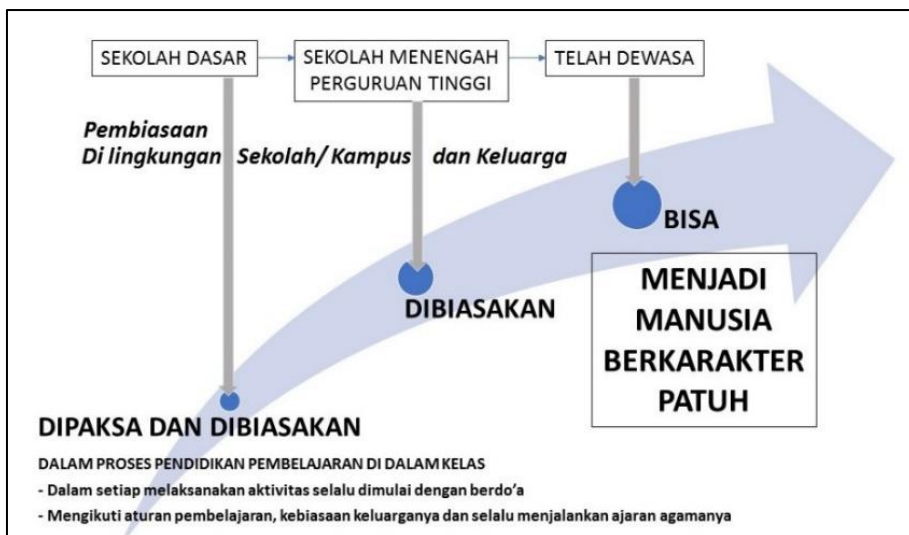 SEKOLAH DASAR
SEKOLAH MENENGAH
PERGURUAN TINGGI
TELAH DEWASA
Pembiasaan
Di lingkungan Sekolah/ Kampus dan Keluarga
BISA
DIBIASAKAN
MENJADI
MANUSIA
BERKARAKTER
PATUH
DIPAKSA DAN DIBIASAKAN
DALAM PROSES PENDIDIKAN PEMBELAJARAN DI DALAM KELAS
- Dalam setiap melaksanakan aktivitas selalu dimulai dengan berdo’a
- Mengikuti aturan pembelajaran, kebiasaan keluarganya dan selalu menjalankan ajaran agamanya